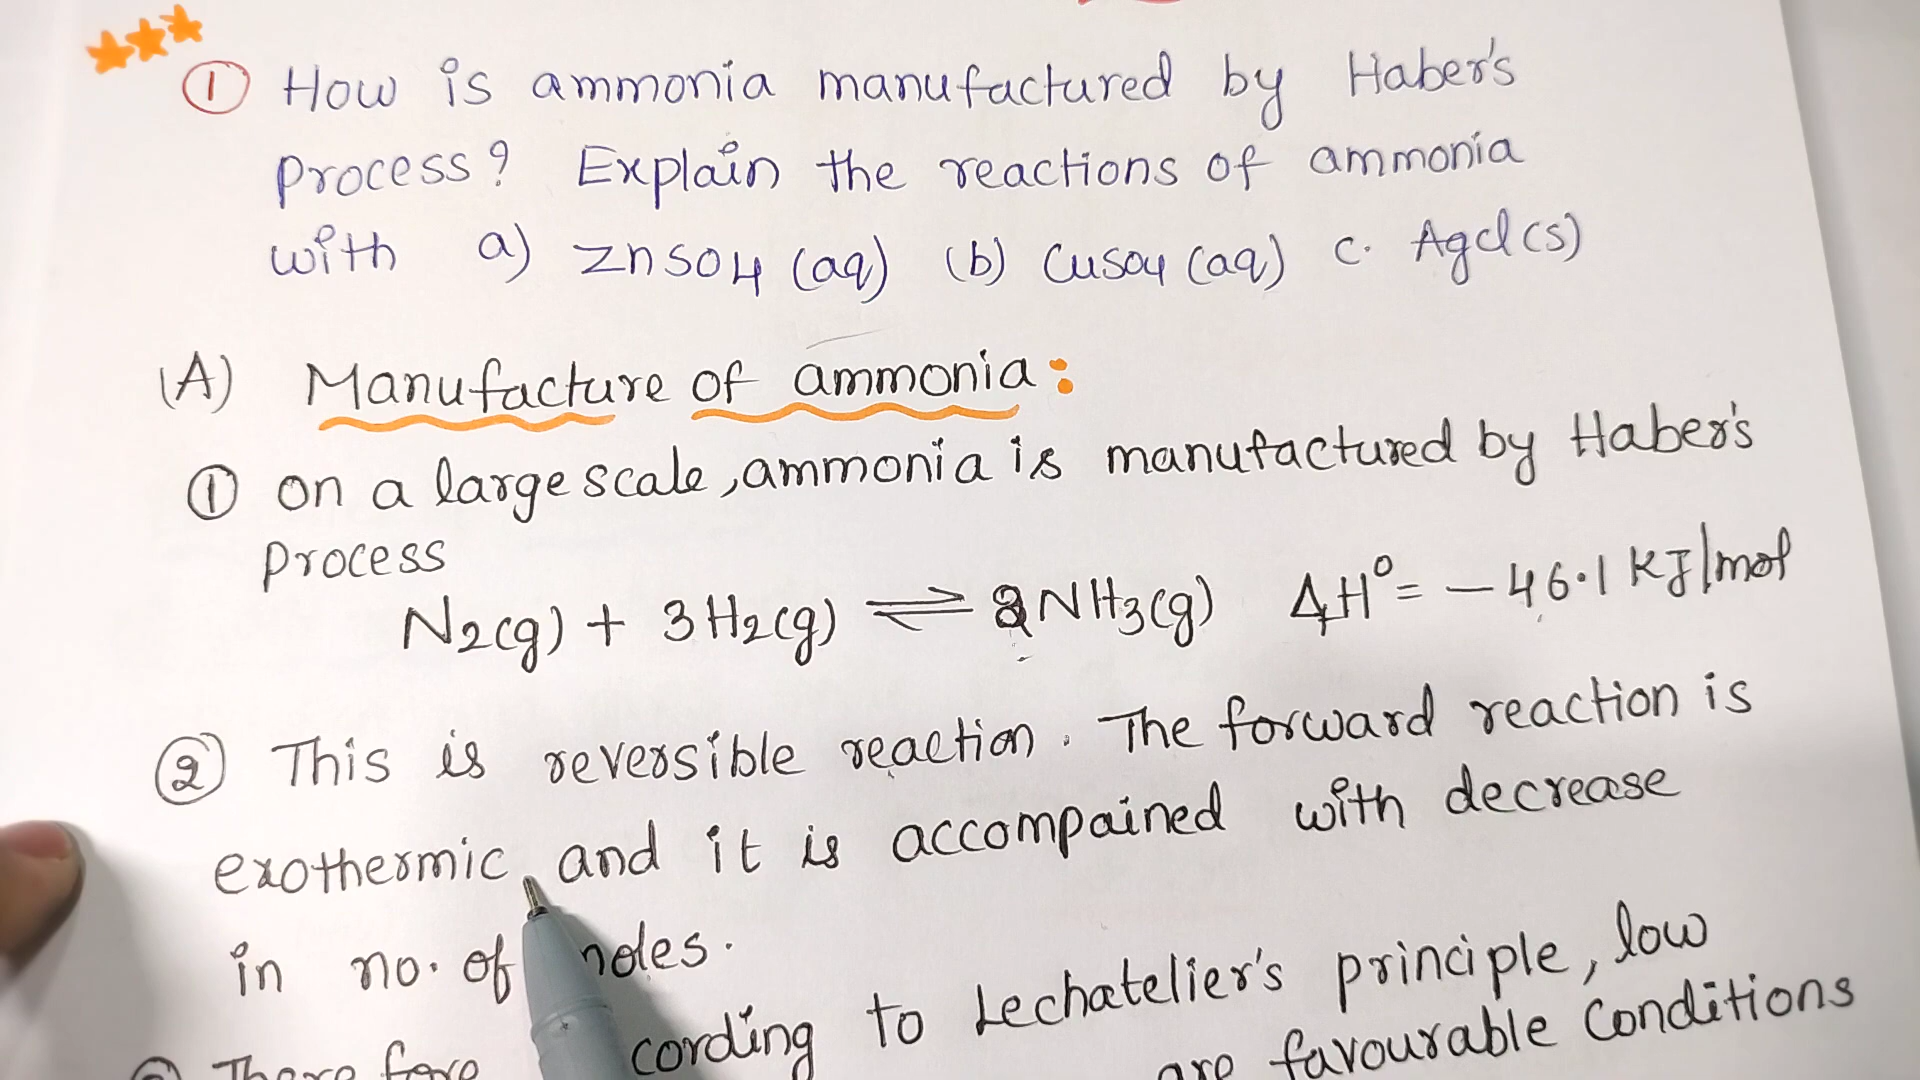 ① How is ammonia manufactured by Haber's
process? Explain the reactions of ammonia
with a) ZnSO4 (aq) (b) CuSO4 (aq) c. Agcl(s)
(A) Manufacture of ammonia:
① on a large scale, ammonia is manufactured by Haber's
process
N2(g) + 3H2(g) ⇌ 2NH3(g) ΔH°= -46.1 KJ/mol
② This is reversible reaction. The forward reaction is
exothermic and it is accompained with decrease
in no. of moles.
There fore cording to Lechatelier's principle, low
are favourable conditions